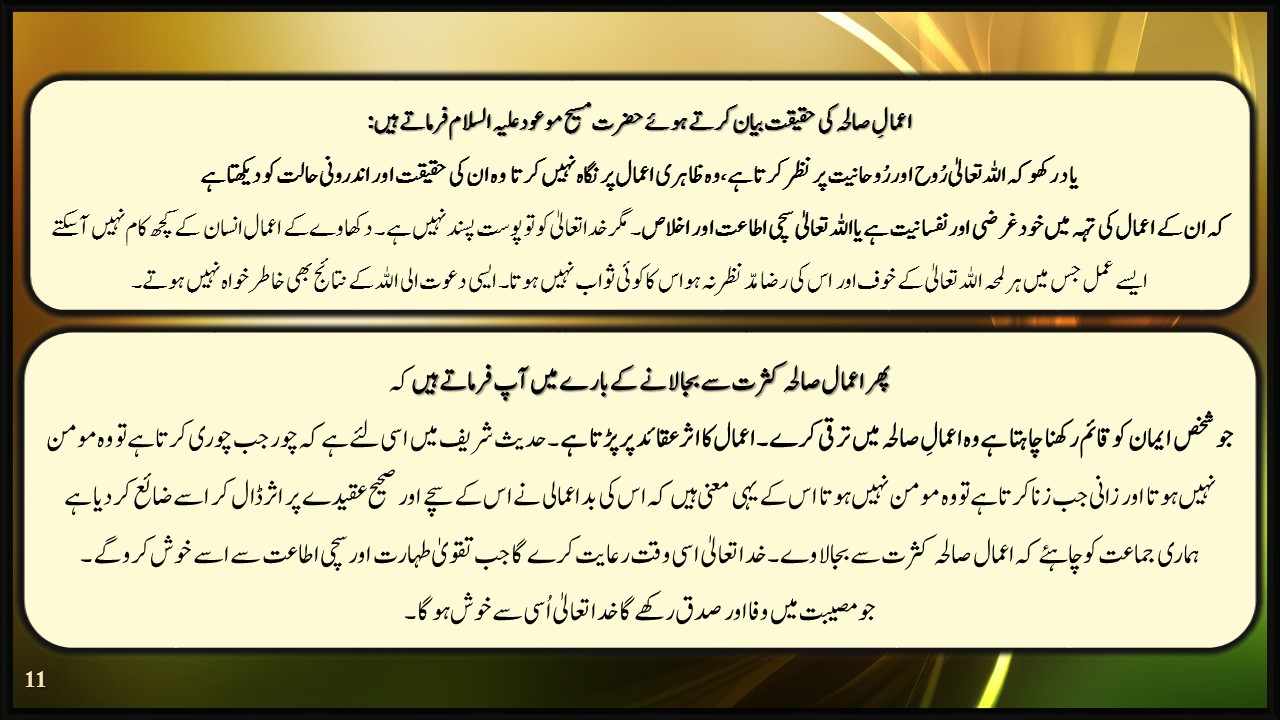 اعمالِ صالحہ کی حقیقت بیان کرتے ہوئے حضرت مسیح موعود علیہ السلام فرماتے ہیں:
یاد رکھو کہ اللہ تعالیٰ رُوح اور رُوحانیت پر نظر کرتا ہے، وہ ظاہری اعمال پر نگاہ نہیں کرتا وہ ان کی حقیقت اور اندرونی حالت کو دیکھتا ہے
کہ ان کے اعمال کی تہہ میں خود غرضی اور نفسانیت ہے یا اللہ تعالیٰ سچی اطاعت اور اخلاص۔ مگر خدا تعالیٰ کو تو پوست پسند نہیں ہے۔ دکھاوے کے اعمال انسان کے کچھ کام نہیں آسکتے
ایسے عمل جس میں ہر لمحہ اللہ تعالیٰ کے خوف اور اس کی رضا مدّ نظر نہ ہو اس کا کوئی ثواب نہیں ہوتا۔ ایسی دعوت الی اللہ کے نتائج بھی خاطر خواہ نہیں ہوتے۔
پھر اعمال صالحہ کثرت سے بجالانے کے بارے میں آپ فرماتے ہیں کہ
جو شخص ایمان کو قائم رکھنا چاہتا ہے وہ اعمالِ صالحہ میں ترقی کرے۔ اعمال کا اثر عقائد پر پڑتا ہے۔ حدیث شریف میں اسی لئے ہے کہ چور جب چوری کرتا ہے تو وہ مومن
نہیں ہوتا اور زانی جب زنا کرتا ہے تو وہ مومن نہیں ہوتا اس کے یہی معنی ہیں کہ اس کی بداعمالی نے اس کے سچے اور صحیح عقیدے پر اثر ڈال کر اسے ضائع کر دیا ہے
ہماری جماعت کو چاہئے کہ اعمال صالحہ کثرت سے بجالاوے۔ خدا تعالیٰ اسی وقت رعایت کرے گا جب تقویٰ طہارت اور سچی اطاعت سے اسے خوش کرو گے۔
جو مصیبت میں وفا اور صدق رکھے گا خدا تعالیٰ اُسی سے خوش ہو گا۔
11